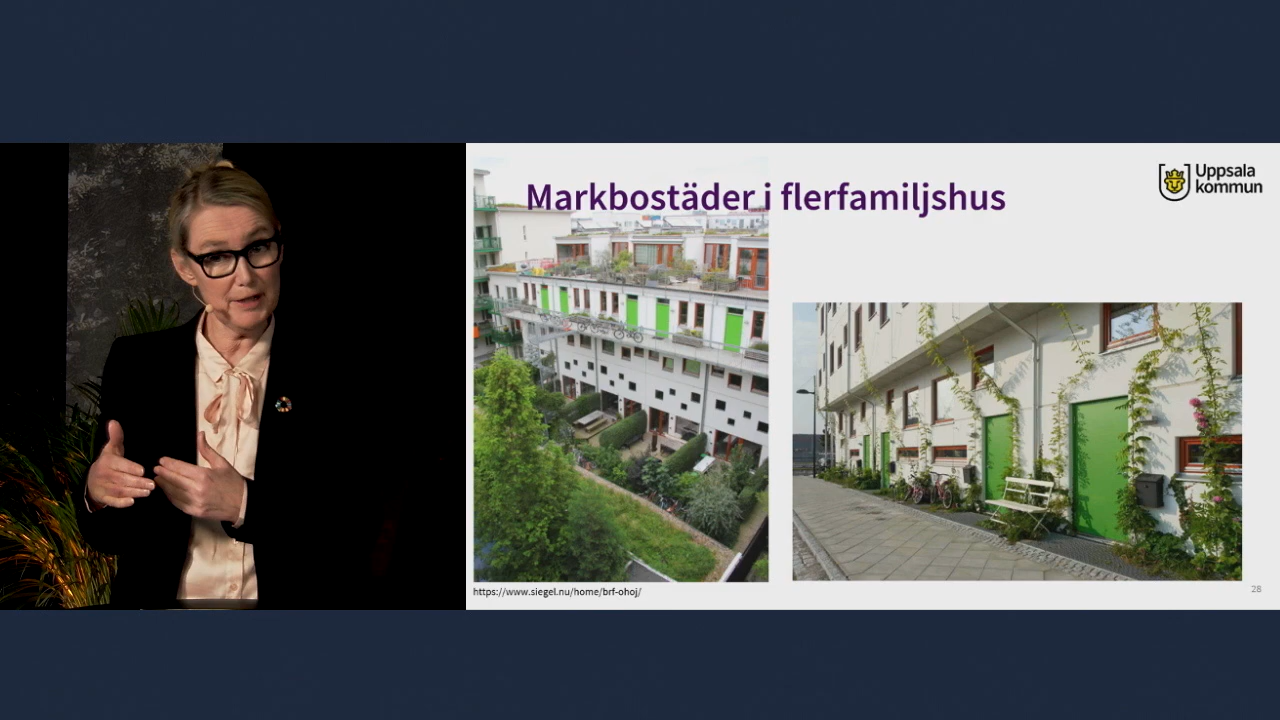 Markbostäder i flerfamiljshus
Uppsala
kommun
https://www.siegel.nu/home/brf-ohoj/
28